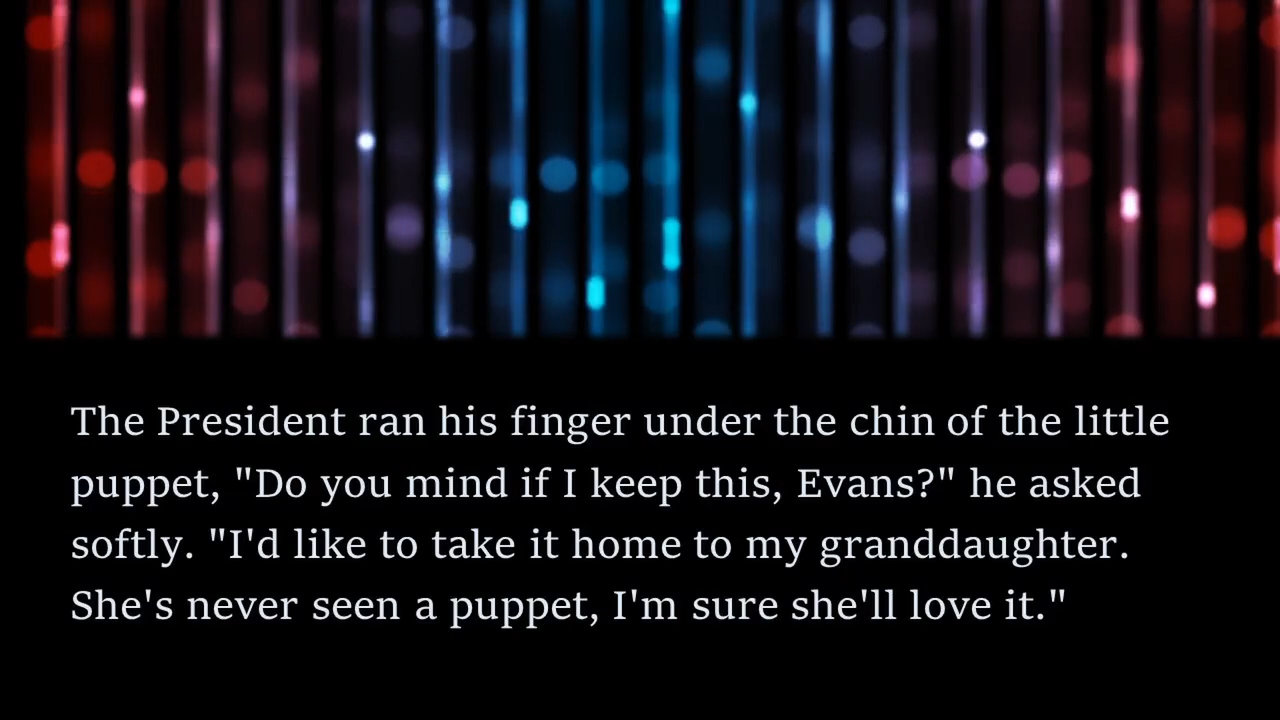 The President ran his finger under the chin of the little
puppet, "Do you mind if I keep this, Evans?" he asked
softly. "I'd like to take it home to my granddaughter.
She's never seen a puppet, I'm sure she'll love it."